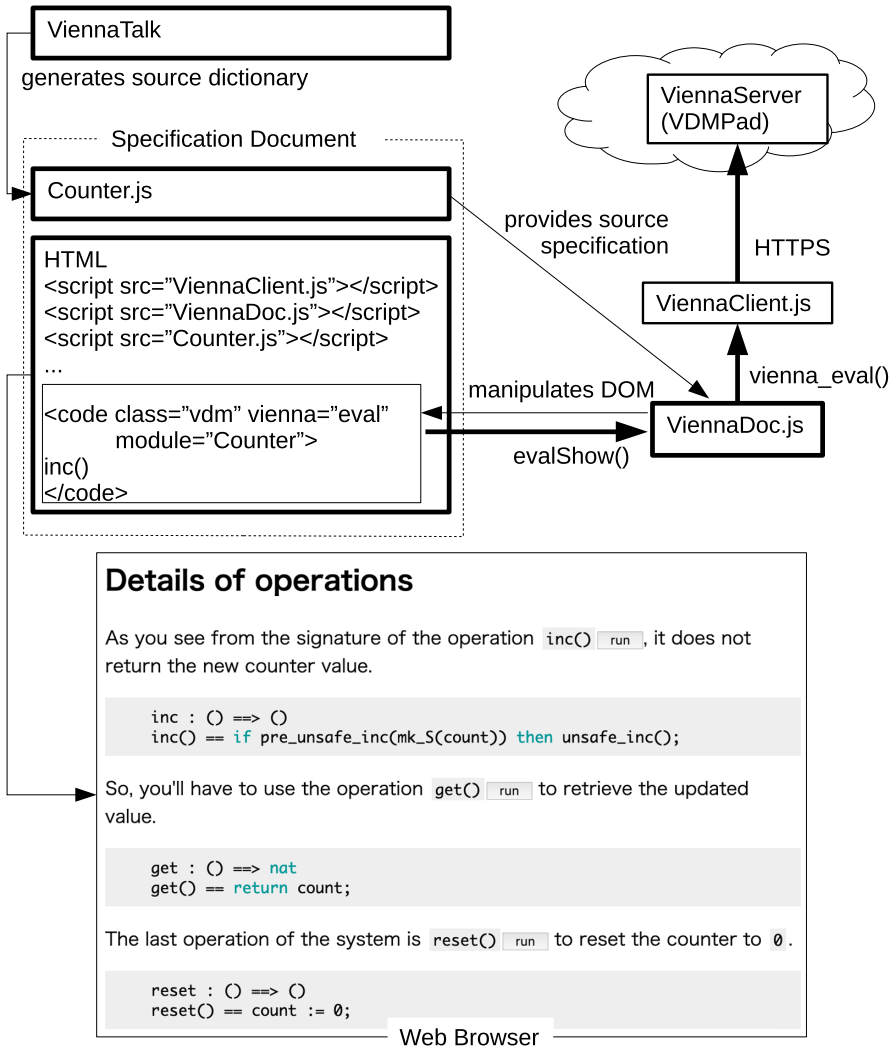 ViennaTalk
generates source dictionary
ViennaServer
(VDMPad)
Specification Document
Counter.js
provides source
specification
HTTPS
HTML
<script src=”ViennaClient.js”></script>
<script src=”ViennaDoc.js”></script>
<script src=”Counter.js”></script>
...
ViennaClient.js
vienna_eval()
manipulates DOM
<code class=”vdm” vienna=”eval”
module=”Counter”>
inc()
</code>
ViennaDoc.js
evalShow()
Details of operations
As you see from the signature of the operation inc() run , it does not
return the new counter value.
inc : () ==> ()
inc() == if pre_unsafe_inc(mk_S(count)) then unsafe_inc();
So, you'll have to use the operation get() run to retrieve the updated
value.
get : () ==> nat
get() == return count;
The last operation of the system is reset() run to reset the counter to 0 .
reset : () ==> ()
reset() == count := 0;
Web Browser